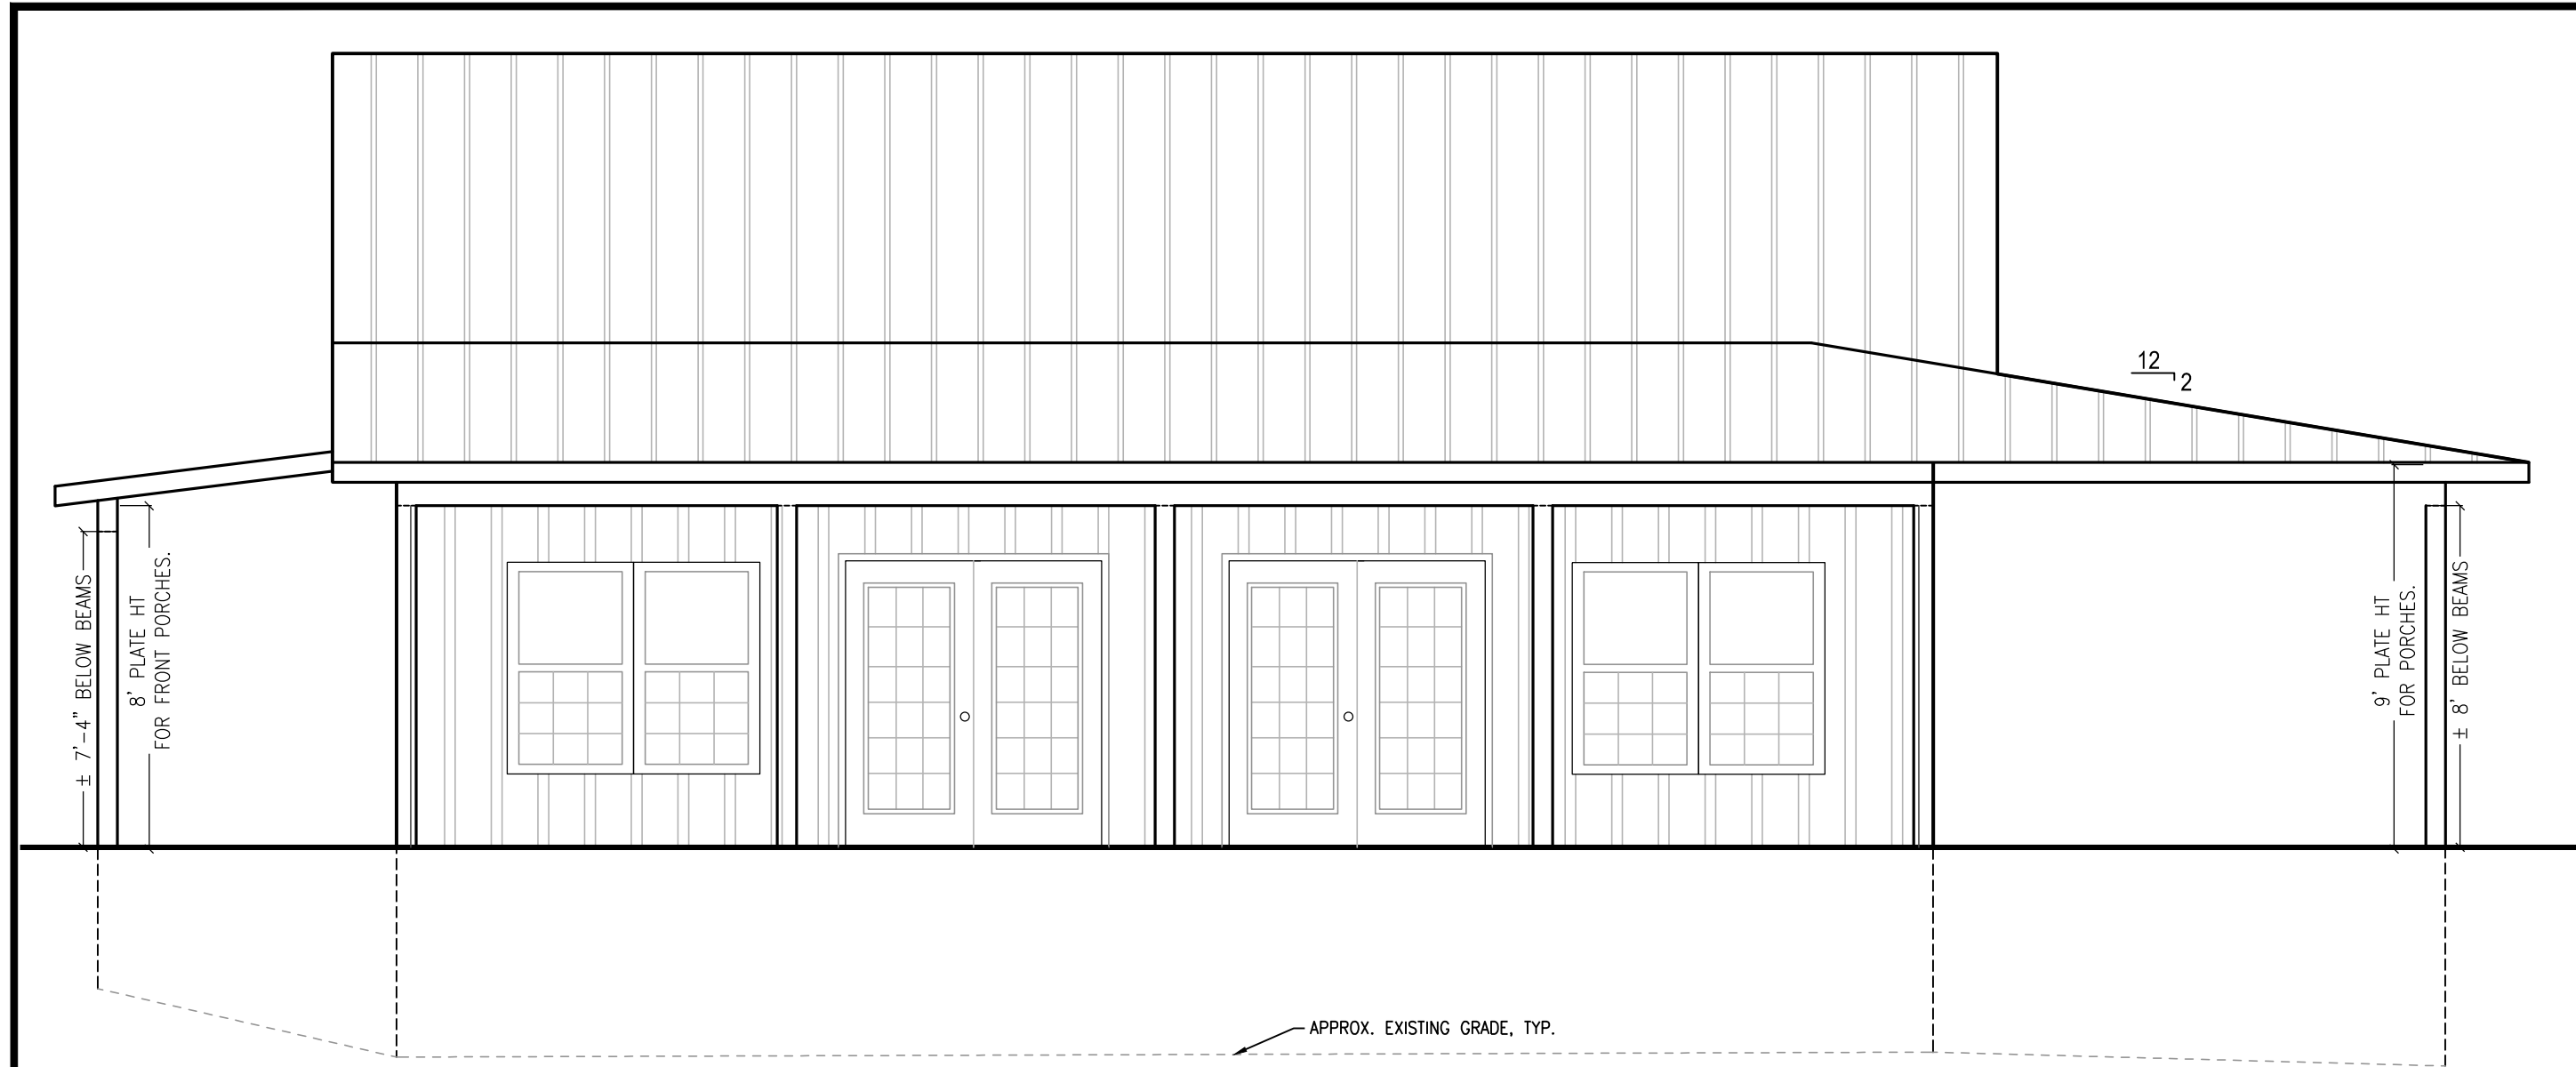 12
2
± 7'-4" BELOW BEAMS
8' PLATE HT
FOR FRONT PORCHES.
9' PLATE HT
FOR PORCHES.
± 8' BELOW BEAMS
APPROX. EXISTING GRADE, TYP.